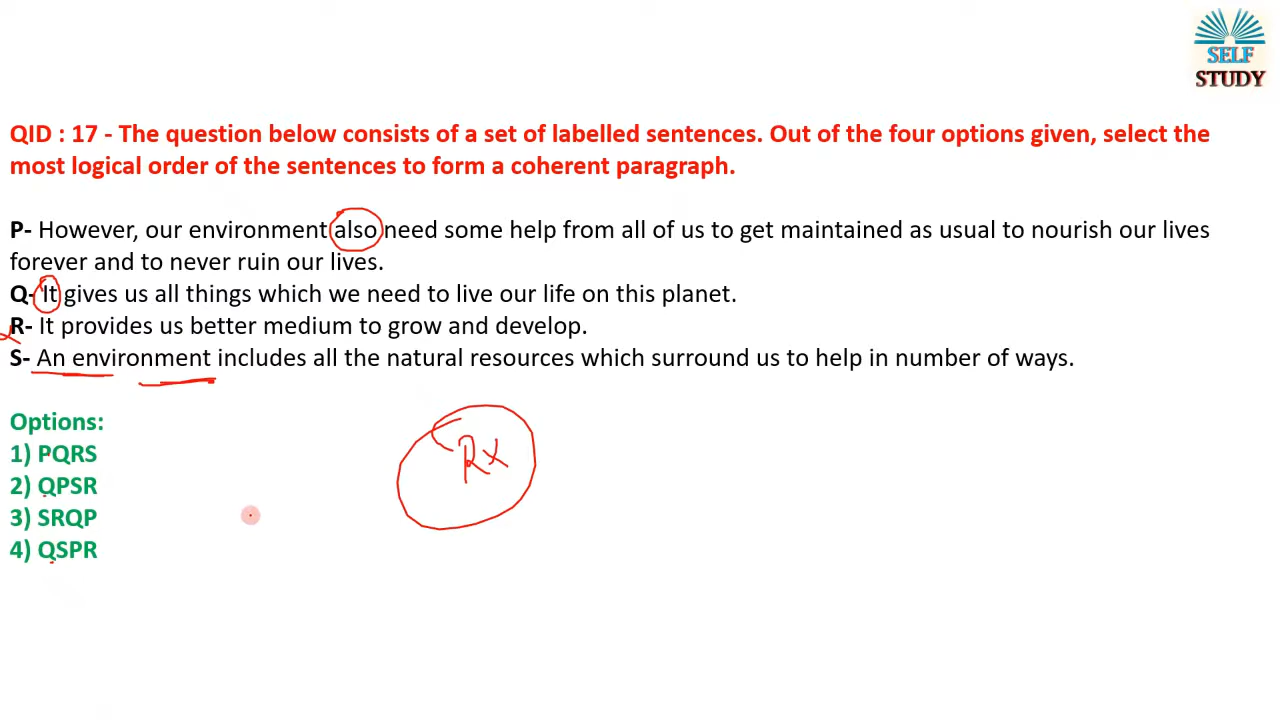 SELF
STUDY
QID : 17 - The question below consists of a set of labelled sentences. Out of the four options given, select the
most logical order of the sentences to form a coherent paragraph.
P- However, our environment also need some help from all of us to get maintained as usual to nourish our lives
forever and to never ruin our lives.
Q- It gives us all things which we need to live our life on this planet.
R- It provides us better medium to grow and develop.
S- An environment includes all the natural resources which surround us to help in number of ways.
Options:
1) PQRS
2) QPSR
3) SRQP
4) QSPR
Rx